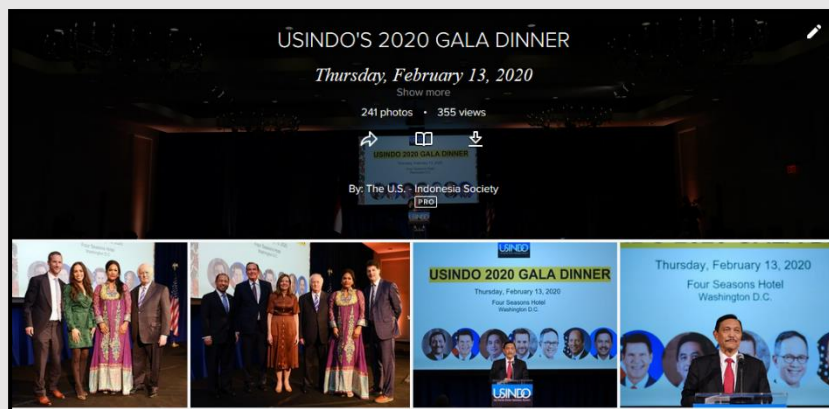 USINDO'S 2020 GALA DINNER
Thursday, February 13, 2020
Show more
241 photos • 355 views
USINDO 2020 GALA DINNER
By: The U.S. - Indonesia Society
PRO
USINDO
USINDO 2020 GALA DINNER
Thursday, February 13, 2020
Four Seasons Hotel
Washington D.C.
USINDO
Thursday, February 13, 2020
Four Seasons Hotel
Washington D.C.